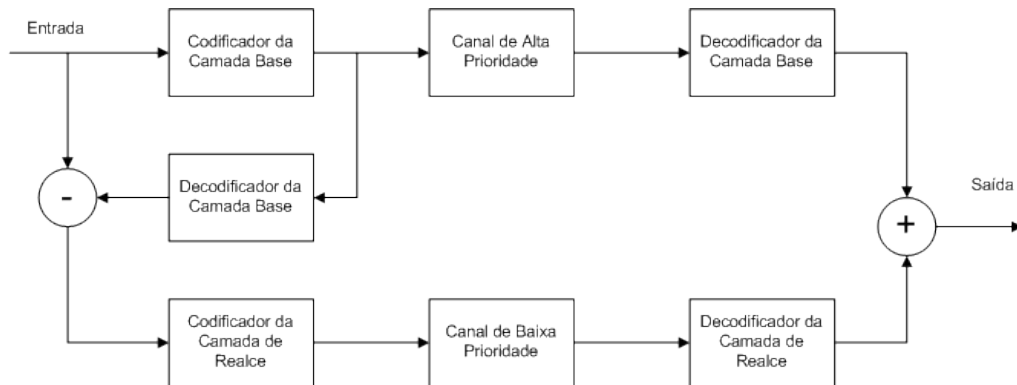 Entrada
Codificador da
Camada Base
Canal de Alta
Prioridade
Decodificador da
Camada Base
-
Decodificador da
Camada Base
Saída
+
Codificador da
Camada de
Realce
Canal de Baixa
Prioridade
Decodificador da
Camada de
Realce